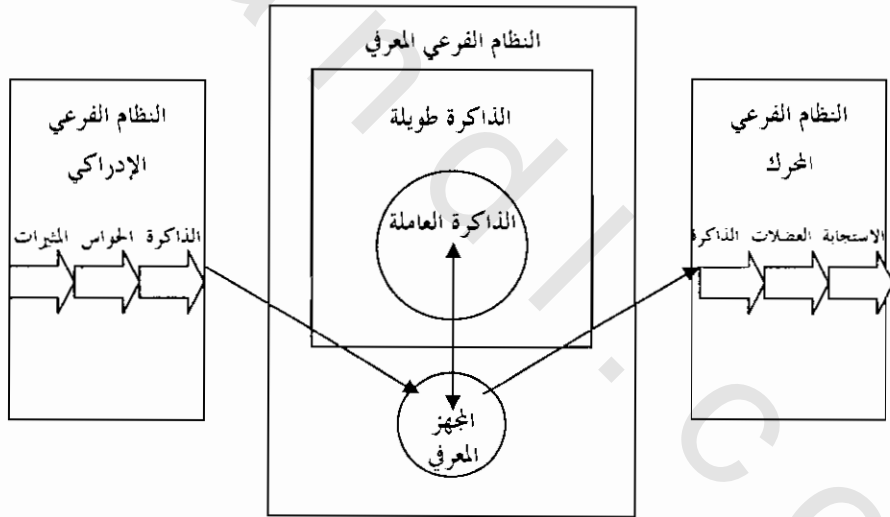 النظام الفرعي المعرفي
النظام الفرعي
الإدراكي
المثيرات الحواس الذاكرة
الذاكرة طويلة
الذاكرة العاملة
المجهز
المعرفي
النظام الفرعي
المحرك
الذاكرة العضلات الاستجابة